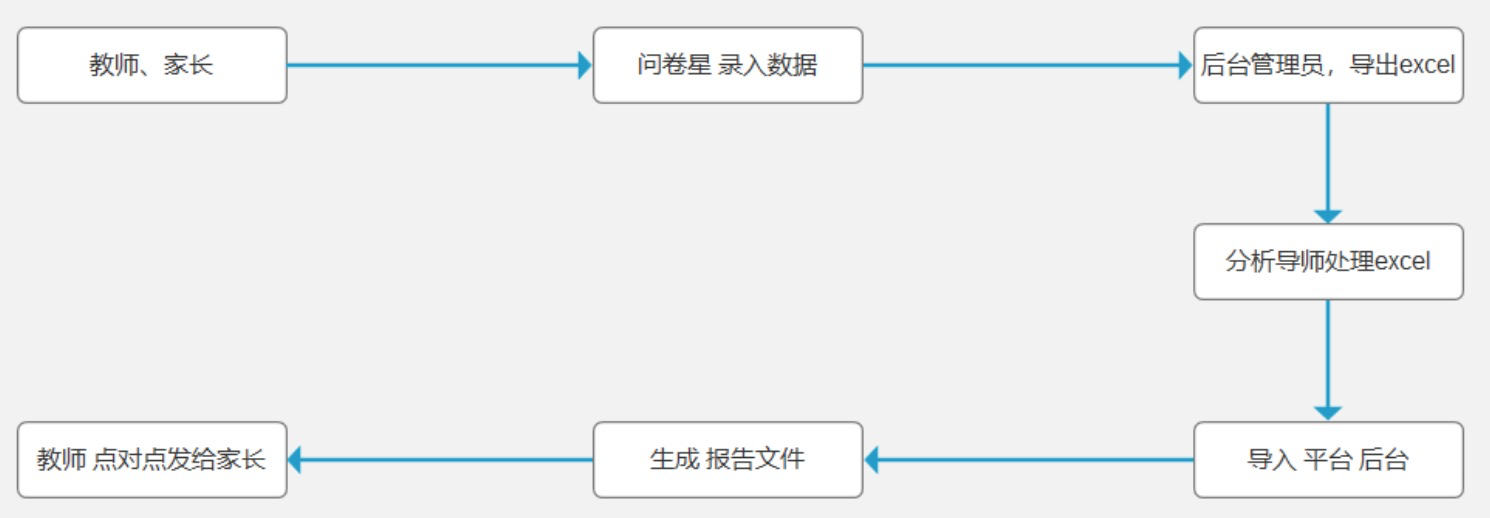 教师、家长
问卷星 录入数据
后台管理员，导出excel
分析导师处理excel
导入 平台 后台
生成 报告文件
教师 点对点发给家长